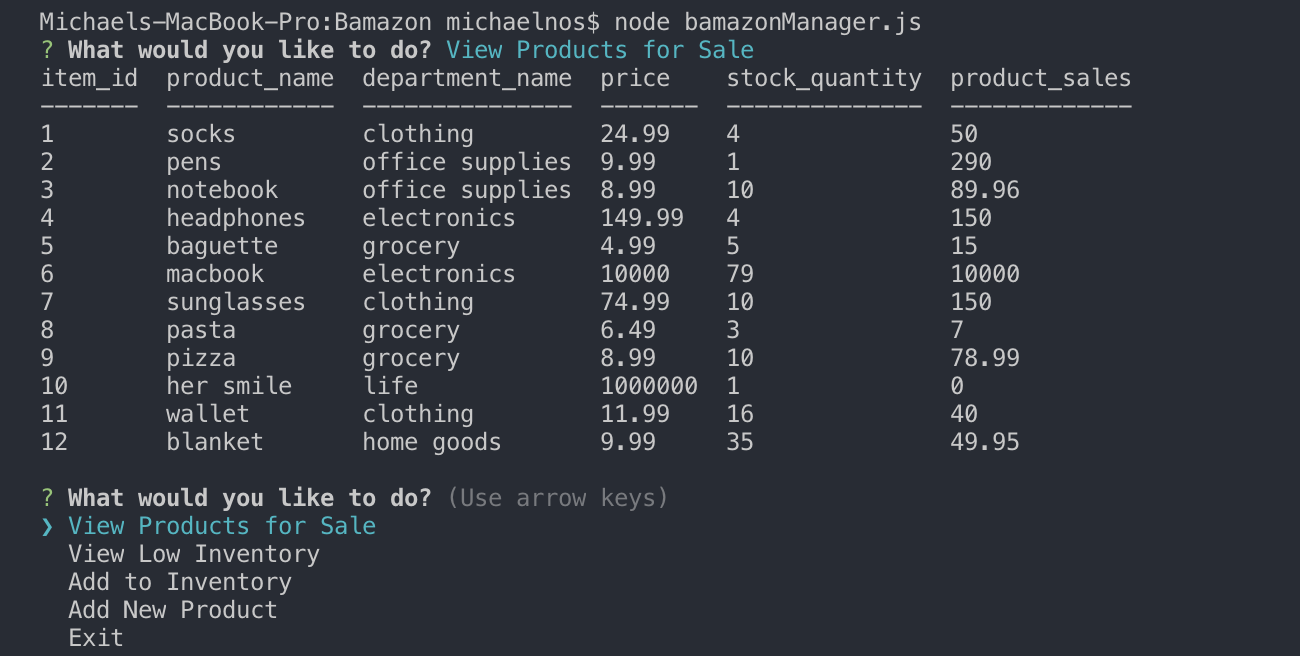 Michaels-MacBook-Pro:Bamazon michaelnos$ node bamazonManager.js
? What would you like to do? View Products for Sale
item_id  product_name  department_name  price    stock_quantity  product_sales
-------  ------------  ---------------  -------  --------------  -------------
1        socks         clothing         24.99    4               50
2        pens          office supplies  9.99     1               290
3        notebook      office supplies  8.99     10              89.96
4        headphones    electronics      149.99   4               150
5        baguette      grocery          4.99     5               15
6        macbook       electronics      10000    79              10000
7        sunglasses    clothing         74.99    10              150
8        pasta         grocery          6.49     3               7
9        pizza         grocery          8.99     10              78.99
10       her smile     life             1000000  1               0
11       wallet        clothing         11.99    16              40
12       blanket       home goods       9.99     35              49.95
? What would you like to do? (Use arrow keys)
❯ View Products for Sale
  View Low Inventory
  Add to Inventory
  Add New Product
  Exit